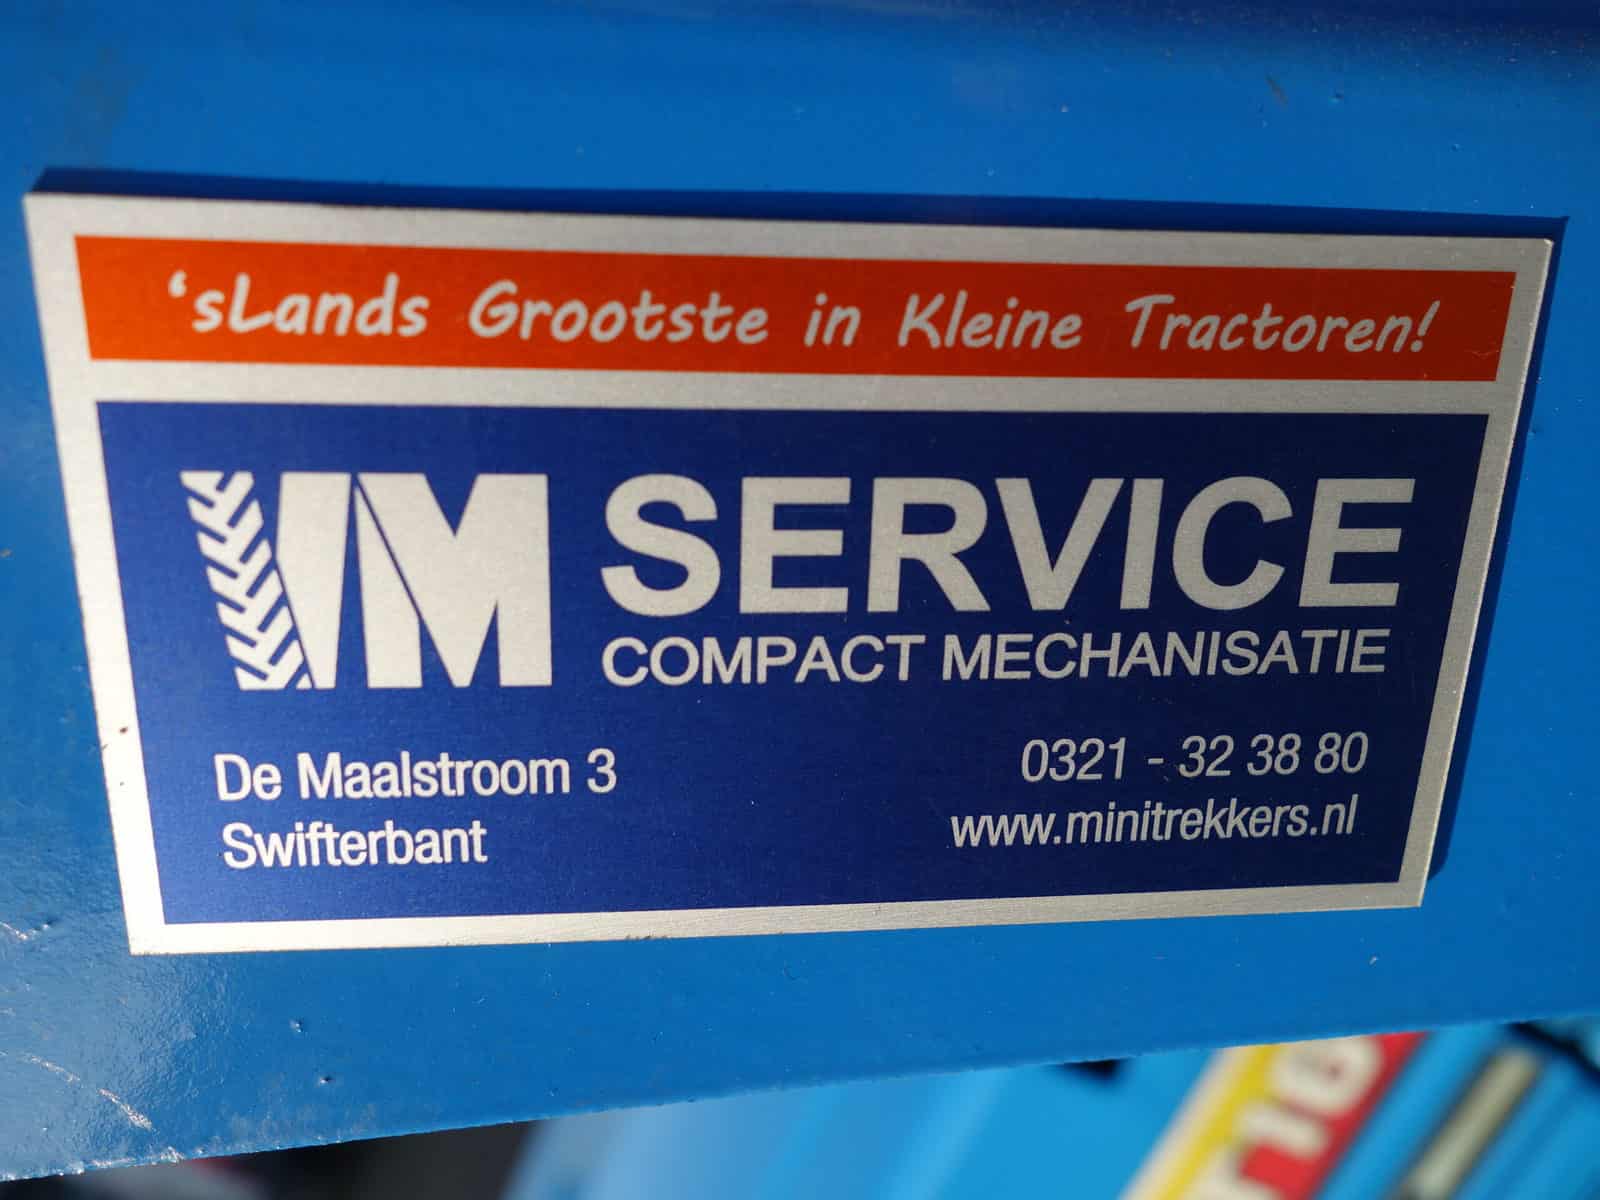 'sLands Grootste in Kleine Tractoren!
VM SERVICE
COMPACT MECHANISATIE
De Maalstroom 3
0321 - 32 38 80
Swifterbant
www.minitrekkers.nl